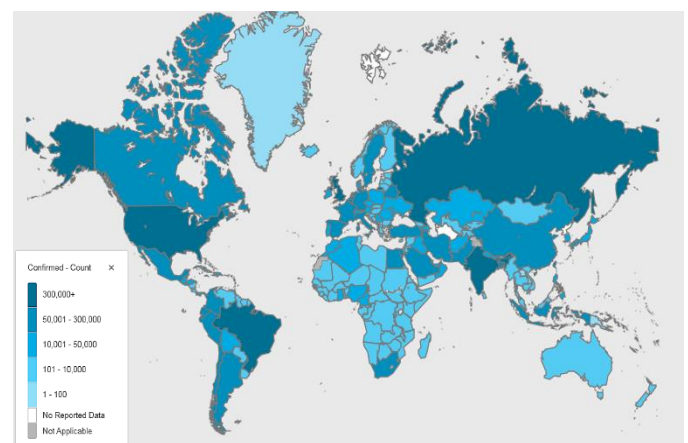 Confirmed - Count ×
300,000+
50,001 - 300,000
10,001 - 50,000
101 - 10,000
1 - 100
No Reported Data
Not Applicable